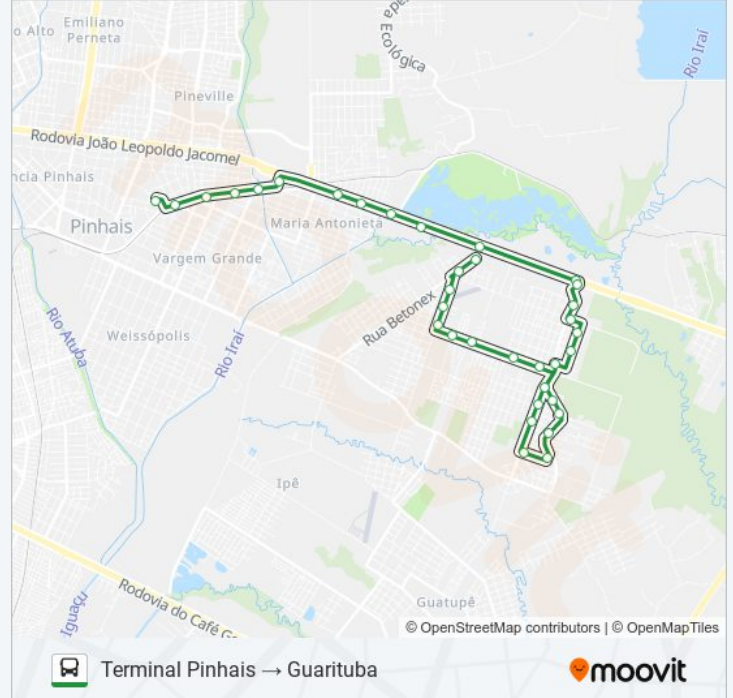 ada
Ecológica
Rio Iraí
o Alto
Emiliano
Perneta
Pineville
Rodovia João Leopoldo Jacomel
ncia Pinhais
Pinhais
Maria Antonieta
Vargem Grande
Rua Betonex
Rio Atuba
Weissópolis
Rio Iraí
Ipê
Iguaçu
Rodovia do Café G
Guatupê
© OpenStreetMap contributors | © OpenMapTiles
Terminal Pinhais → Guarituba
moovit